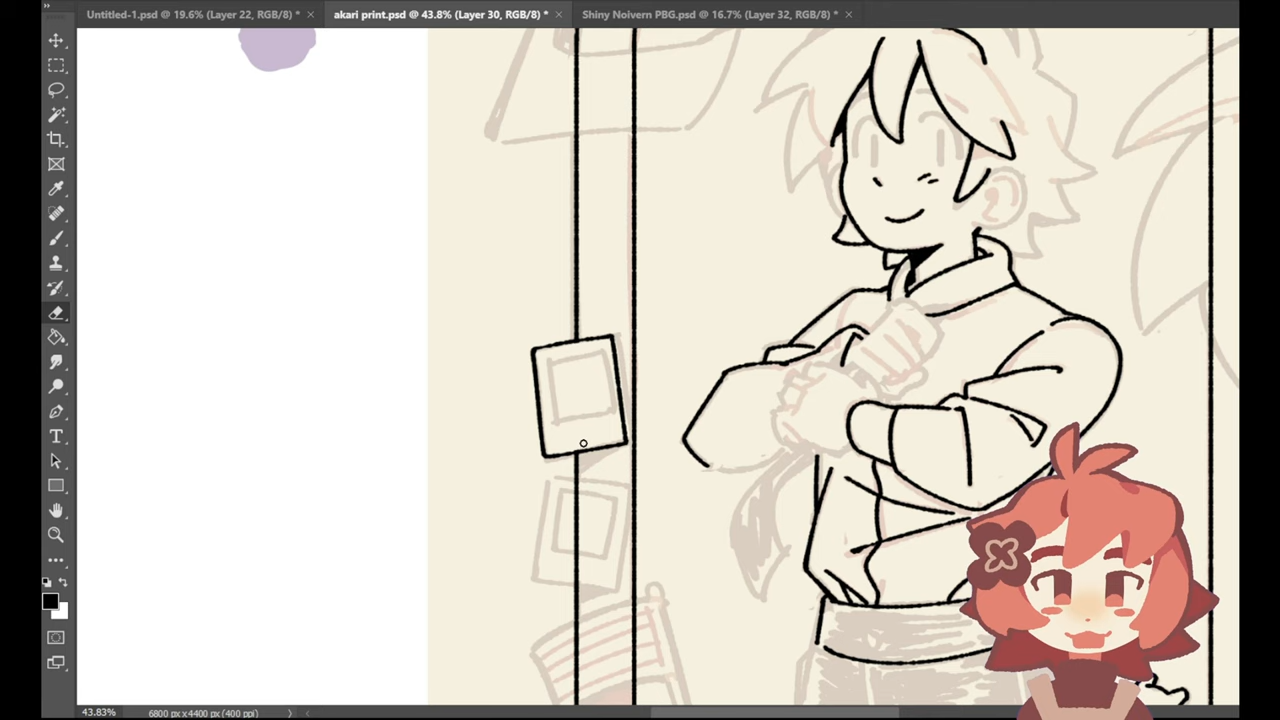 Untitled-1.psd @ 19.6% (Layer 22, RGB/8) *
akari print.psd @ 43.8% (Layer 30, RGB/8) *
Shiny Noivern PBG.psd @ 16.7% (Layer 32, RGB/8) *
43.83%
6800 px x 4400 px (400 ppi)